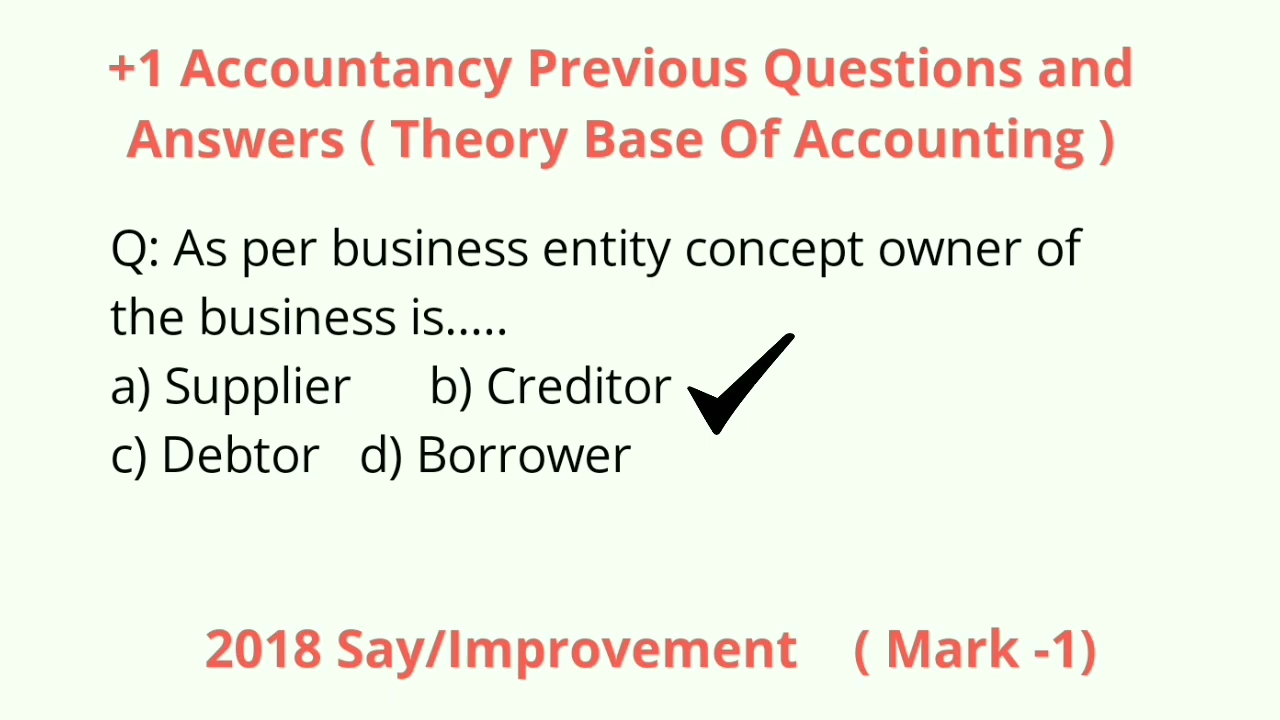 +1 Accountancy Previous Questions and
Answers ( Theory Base Of Accounting )
Q: As per business entity concept owner of
the business is.....
a) Supplier b) Creditor
c) Debtor d) Borrower
2018 Say/Improvement ( Mark -1)